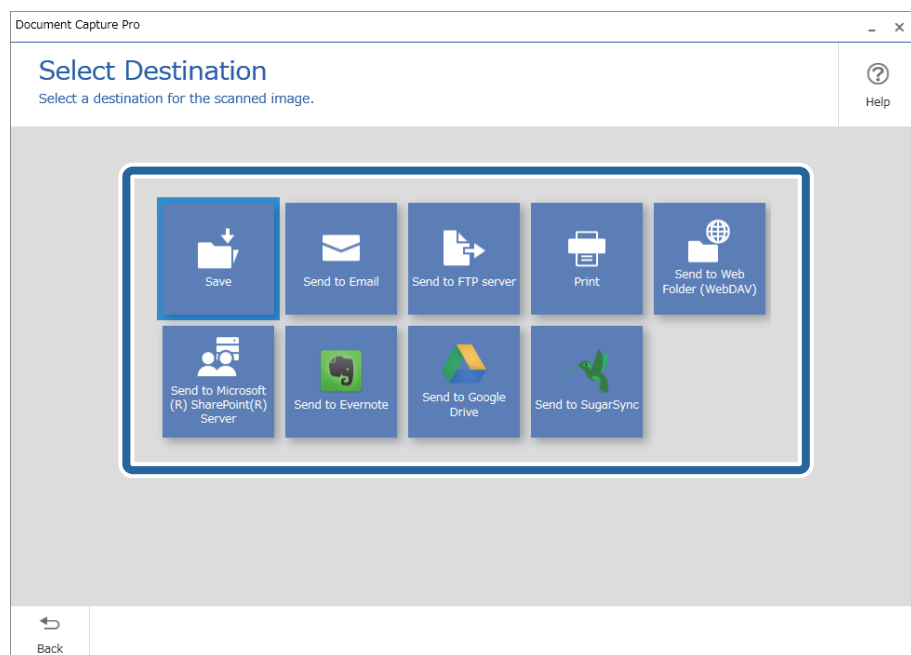 Document Capture Pro
Select Destination
Select a destination for the scanned image.
Help
Save
Send to Email
Send to FTP server
Print
Send to Web
Folder (WebDAV)
Send to Microsoft
(R) SharePoint(R)
Server
Send to Evernote
Send to Google
Drive
Send to SugarSync
Back